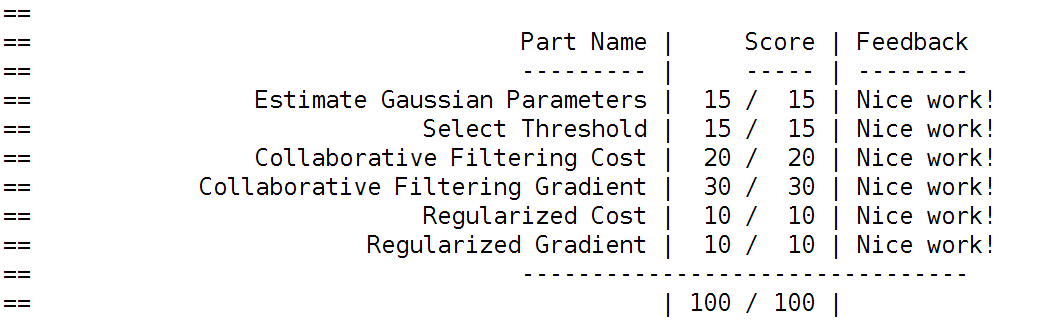 ==
==                                   Part Name |     Score | Feedback
==                                   --------- |     ----- | --------
==                Estimate Gaussian Parameters |  15 /  15 | Nice work!
==                            Select Threshold |  15 /  15 | Nice work!
==                Collaborative Filtering Cost |  20 /  20 | Nice work!
==            Collaborative Filtering Gradient |  30 /  30 | Nice work!
==                            Regularized Cost |  10 /  10 | Nice work!
==                        Regularized Gradient |  10 /  10 | Nice work!
==                                   --------------------------------
==                                             | 100 / 100 |